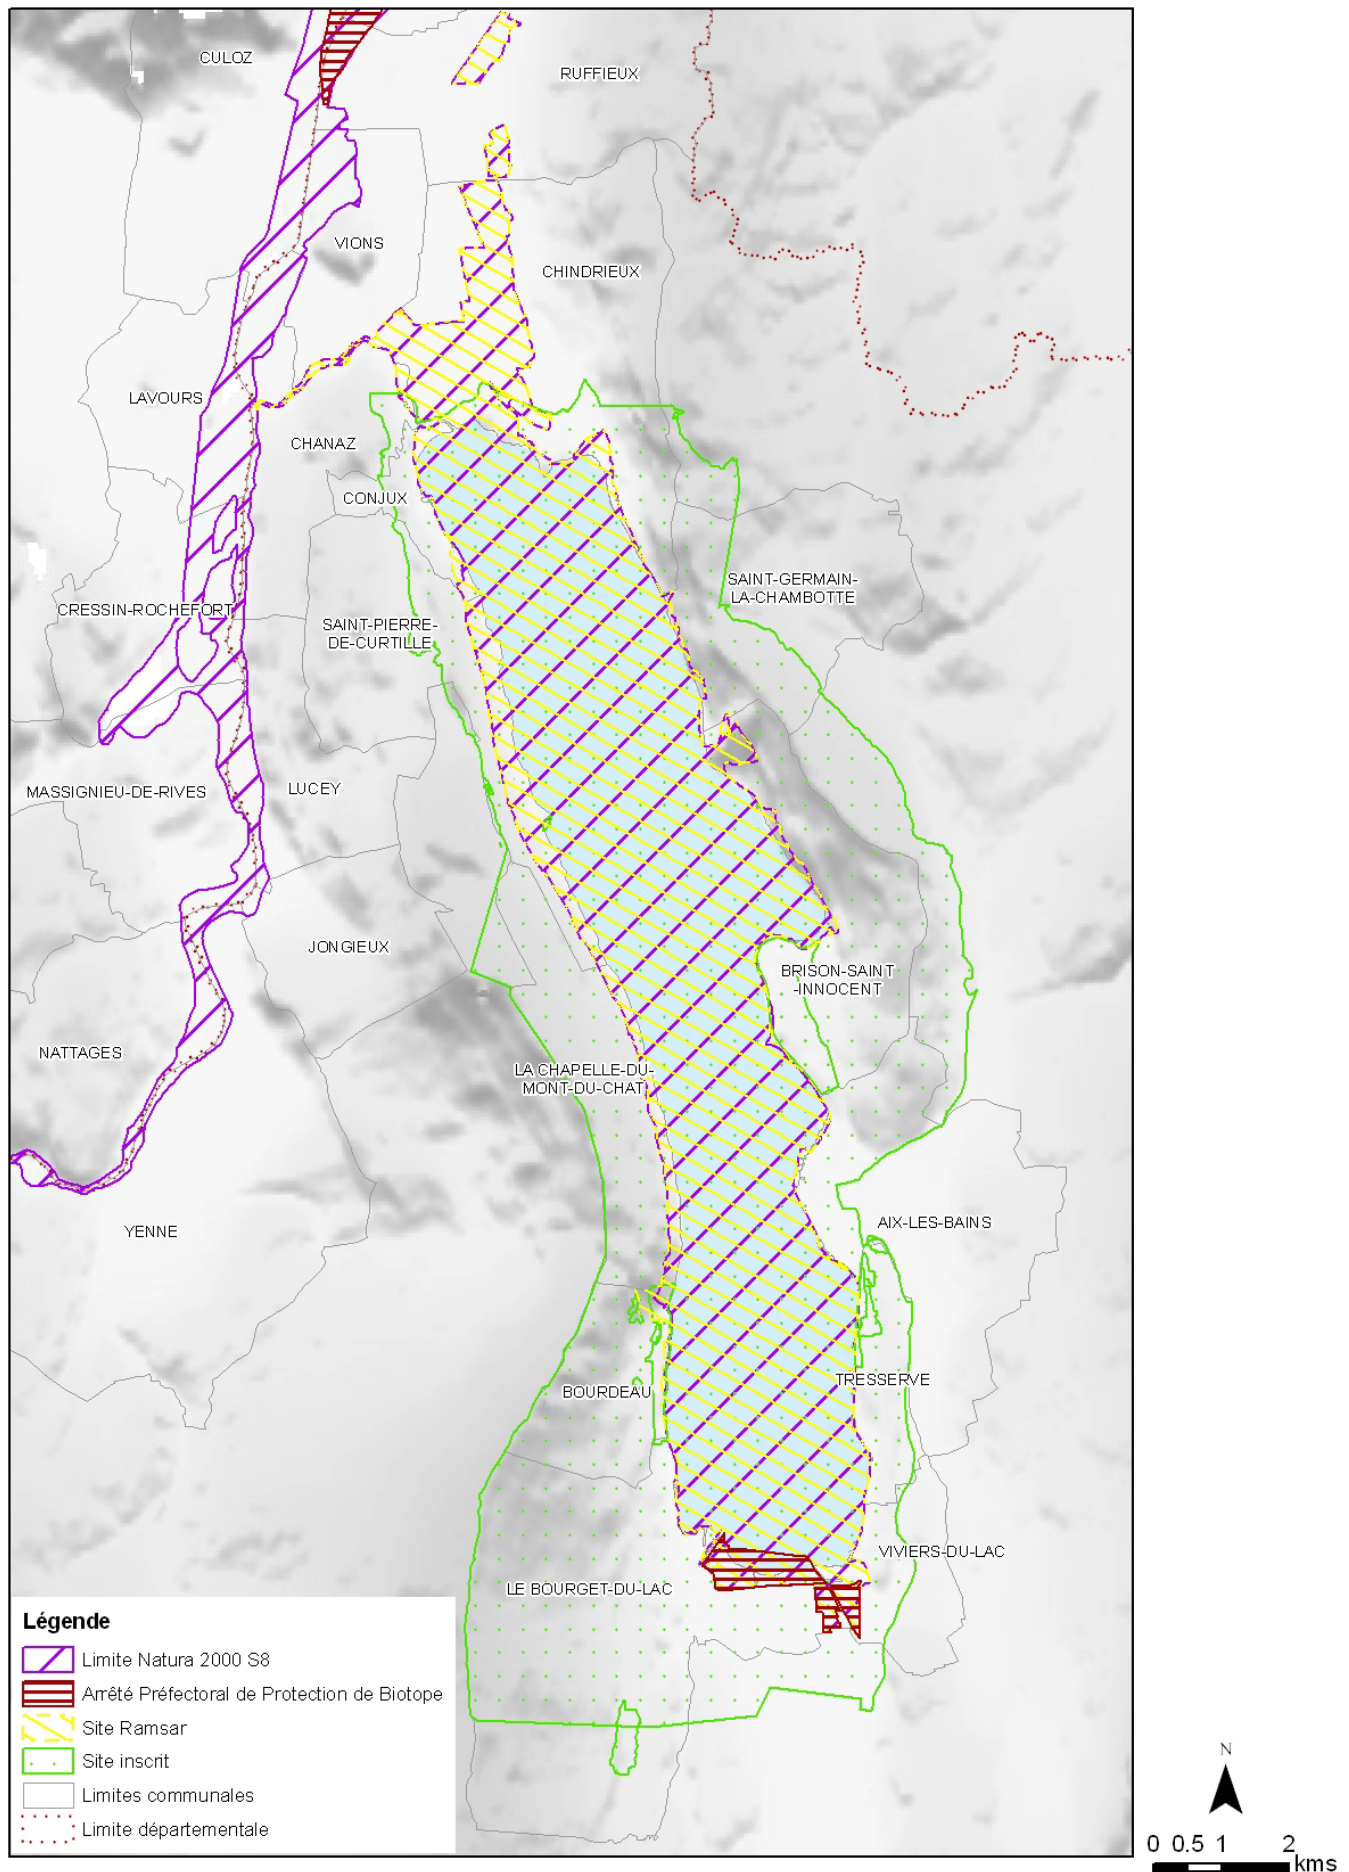 CULOZ
RUFFIEUX
VIONS
CHINDRIEUX
LAVOURS
CHANAZ
CONJUX
SAINT-GERMAIN-
LA-CHAMBOTTE
CRESSIN-ROCHEFORT
SAINT-PIERRE-
DE-CURTILLE
MASSIGNIEU-DE-RIVES
LUCEY
JONGIEUX
BRISON-SAINT
-INNOCENT
NATTAGES
LA CHAPELLE-DU-
MONT-DU-CHAT
YENNE
AIX-LES-BAINS
BOURDEAU
TRESSERVE
VIVIERS-DU-LAC
LE BOURGET-DU-LAC
Légende
Limite Natura 2000 S8
Arrêté Préfectoral de Protection de Biotope
Site Ramsar
Site inscrit
Limites communales
Limite départementale
N
0 0.5 1 2
kms